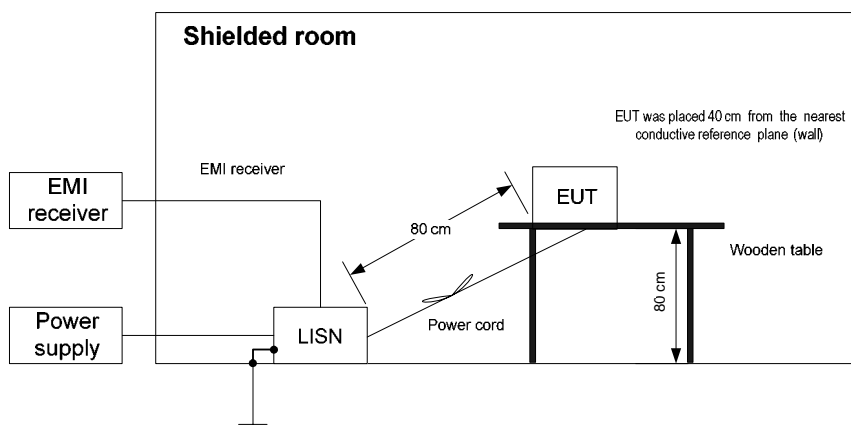 Shielded room
EUT was placed 40 cm from the nearest
conductive reference plane (wall)
EMI receiver
EMI
receiver
EUT
80 cm
Wooden table
80 cm
Power
supply
LISN
Power cord